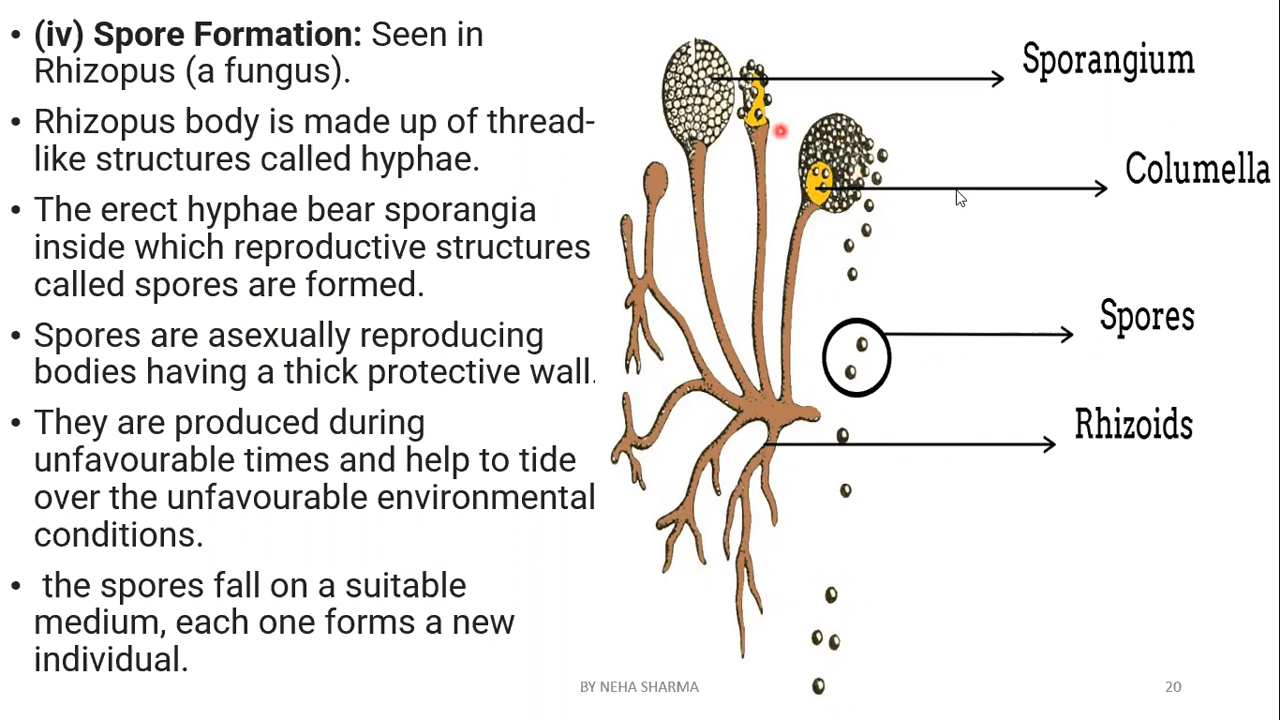 • (iv) Spore Formation: Seen in
Rhizopus (a fungus).
• Rhizopus body is made up of thread-
like structures called hyphae.
• The erect hyphae bear sporangia
inside which reproductive structures
called spores are formed.
• Spores are asexually reproducing
bodies having a thick protective wall.
• They are produced during
unfavourable times and help to tide
over the unfavourable environmental
conditions.
• the spores fall on a suitable
medium, each one forms a new
individual.
Sporangium
Columella
Spores
Rhizoids
BY NEHA SHARMA
20